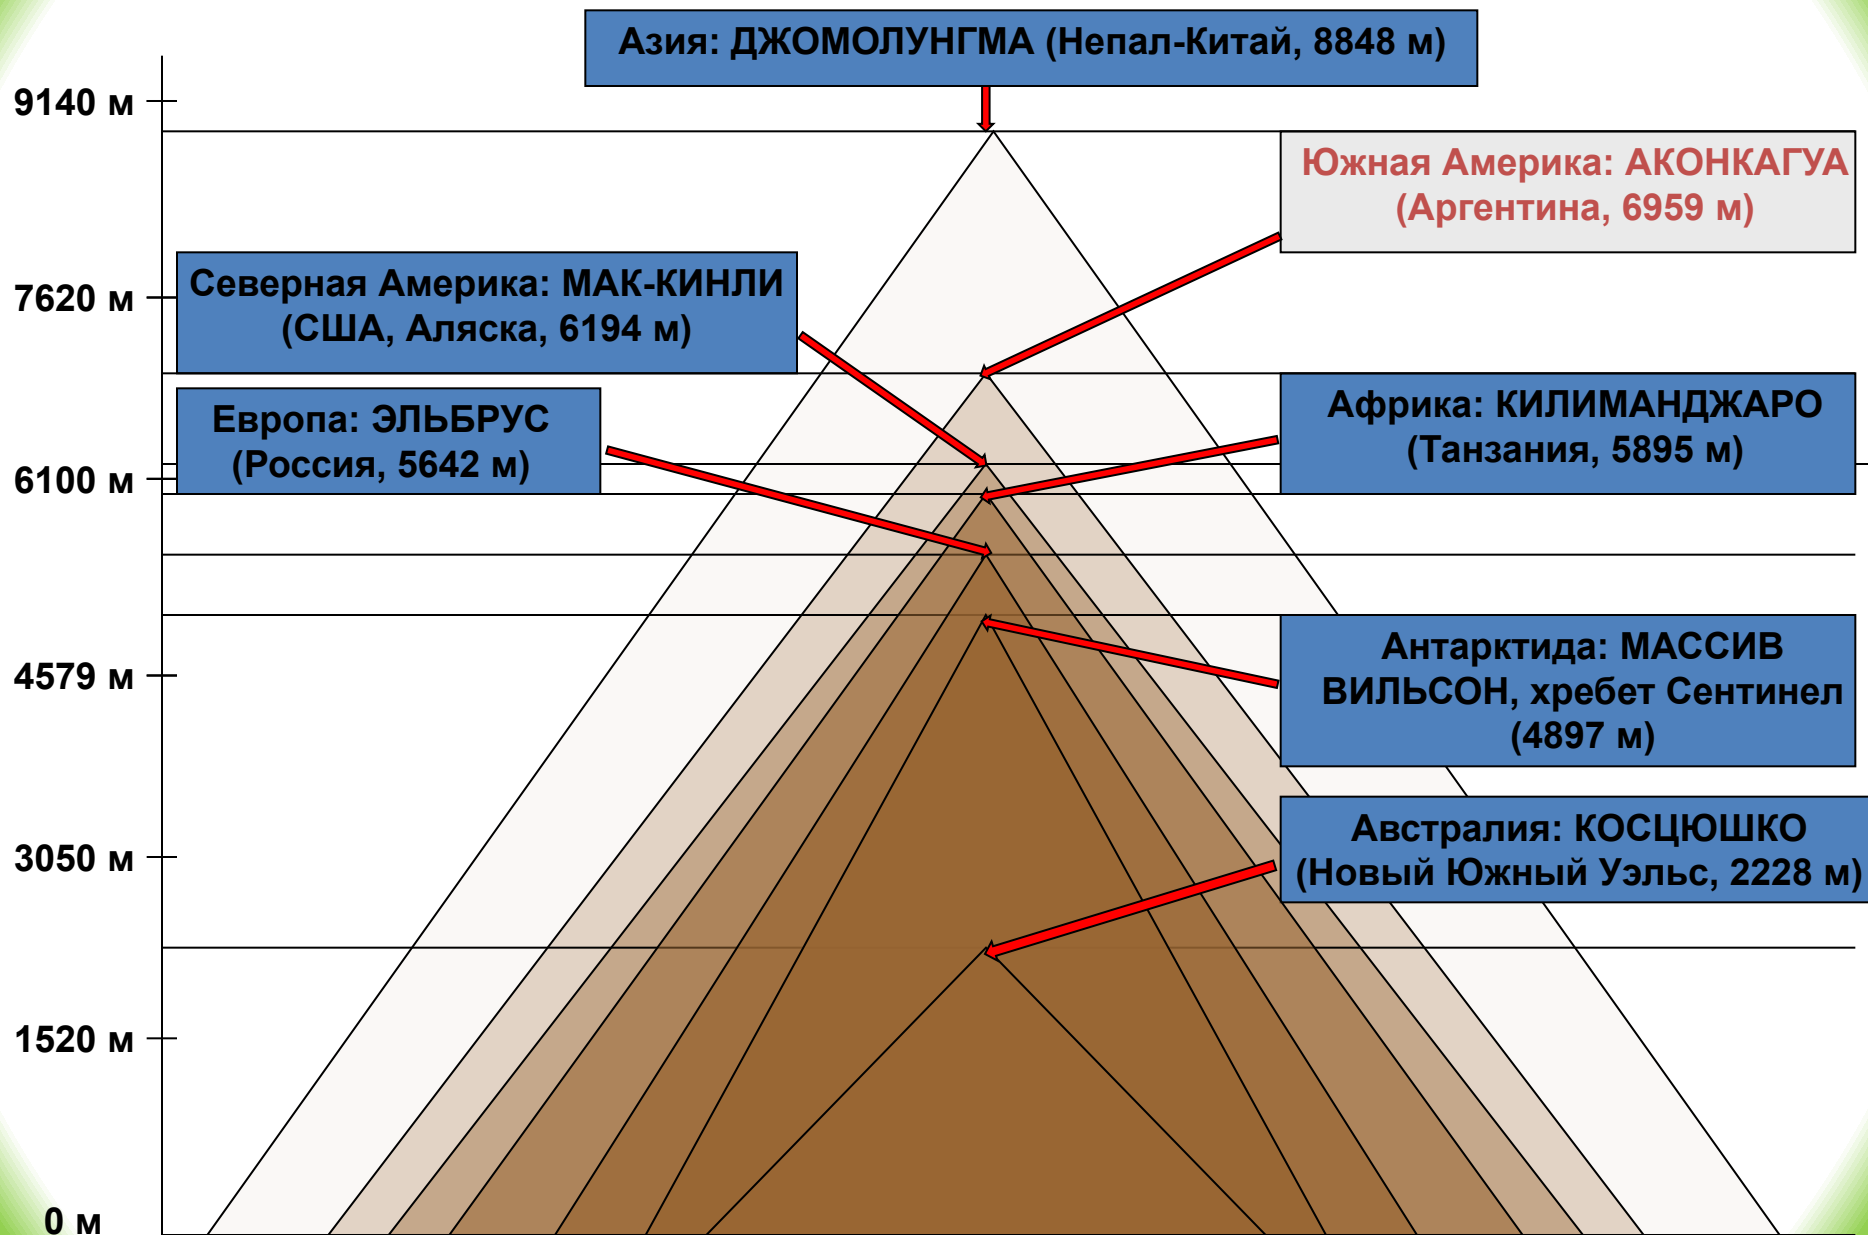 Азия: ДЖОМОЛУНГМА (Непал-Китай, 8848 м)
9140 м
Южная Америка: АКОНКАГУА
(Аргентина, 6959 м)
Северная Америка: МАК-КИНЛИ
(США, Аляска, 6194 м)
7620 м
Европа: ЭЛЬБРУС
(Россия, 5642 м)
Африка: КИЛИМАНДЖАРО
(Танзания, 5895 м)
6100 м
Антарктида: МАССИВ
ВИЛЬСОН, хребет Сентинел
(4897 м)
4579 м
Австралия: КОСЦЮШКО
(Новый Южный Уэльс, 2228 м)
3050 м
1520 м
0 м